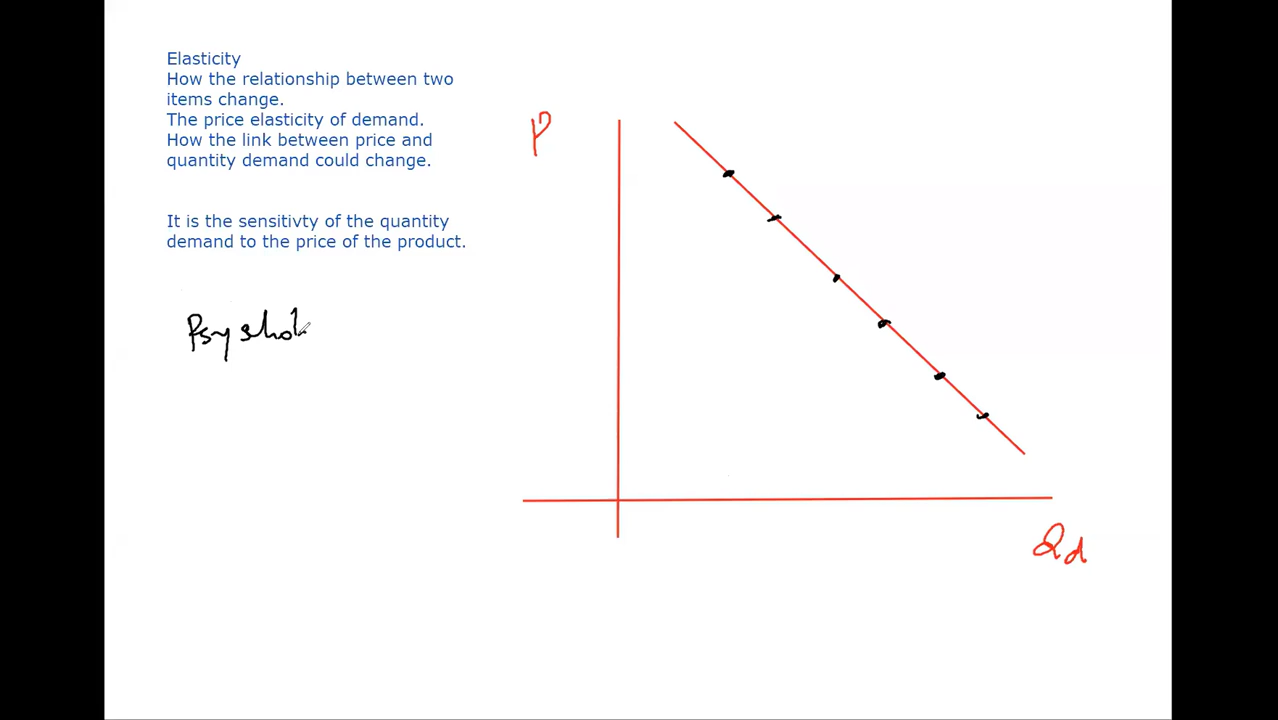 Elasticity
How the relationship between two
items change.
The price elasticity of demand.
How the link between price and
quantity demand could change.
It is the sensitivty of the quantity
demand to the price of the product.
P
Qd